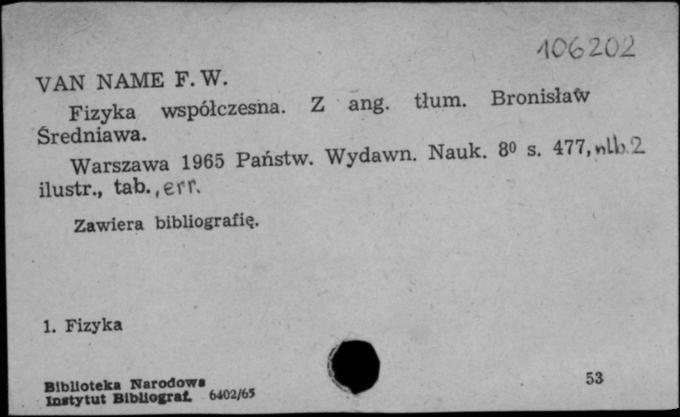 106202
VAN NAME F. W.
Fizyka współczesna. Z ang. tłum. Bronisław
Średniawa.
Warszawa 1965 Państw. Wydawn. Nauk. 8⁰ s. 477, nlb. 2
ilustr., tab., err.
Zawiera bibliografię.
1. Fizyka
53
Biblioteka Narodowa
Instytut Bibliograf. 6402/65